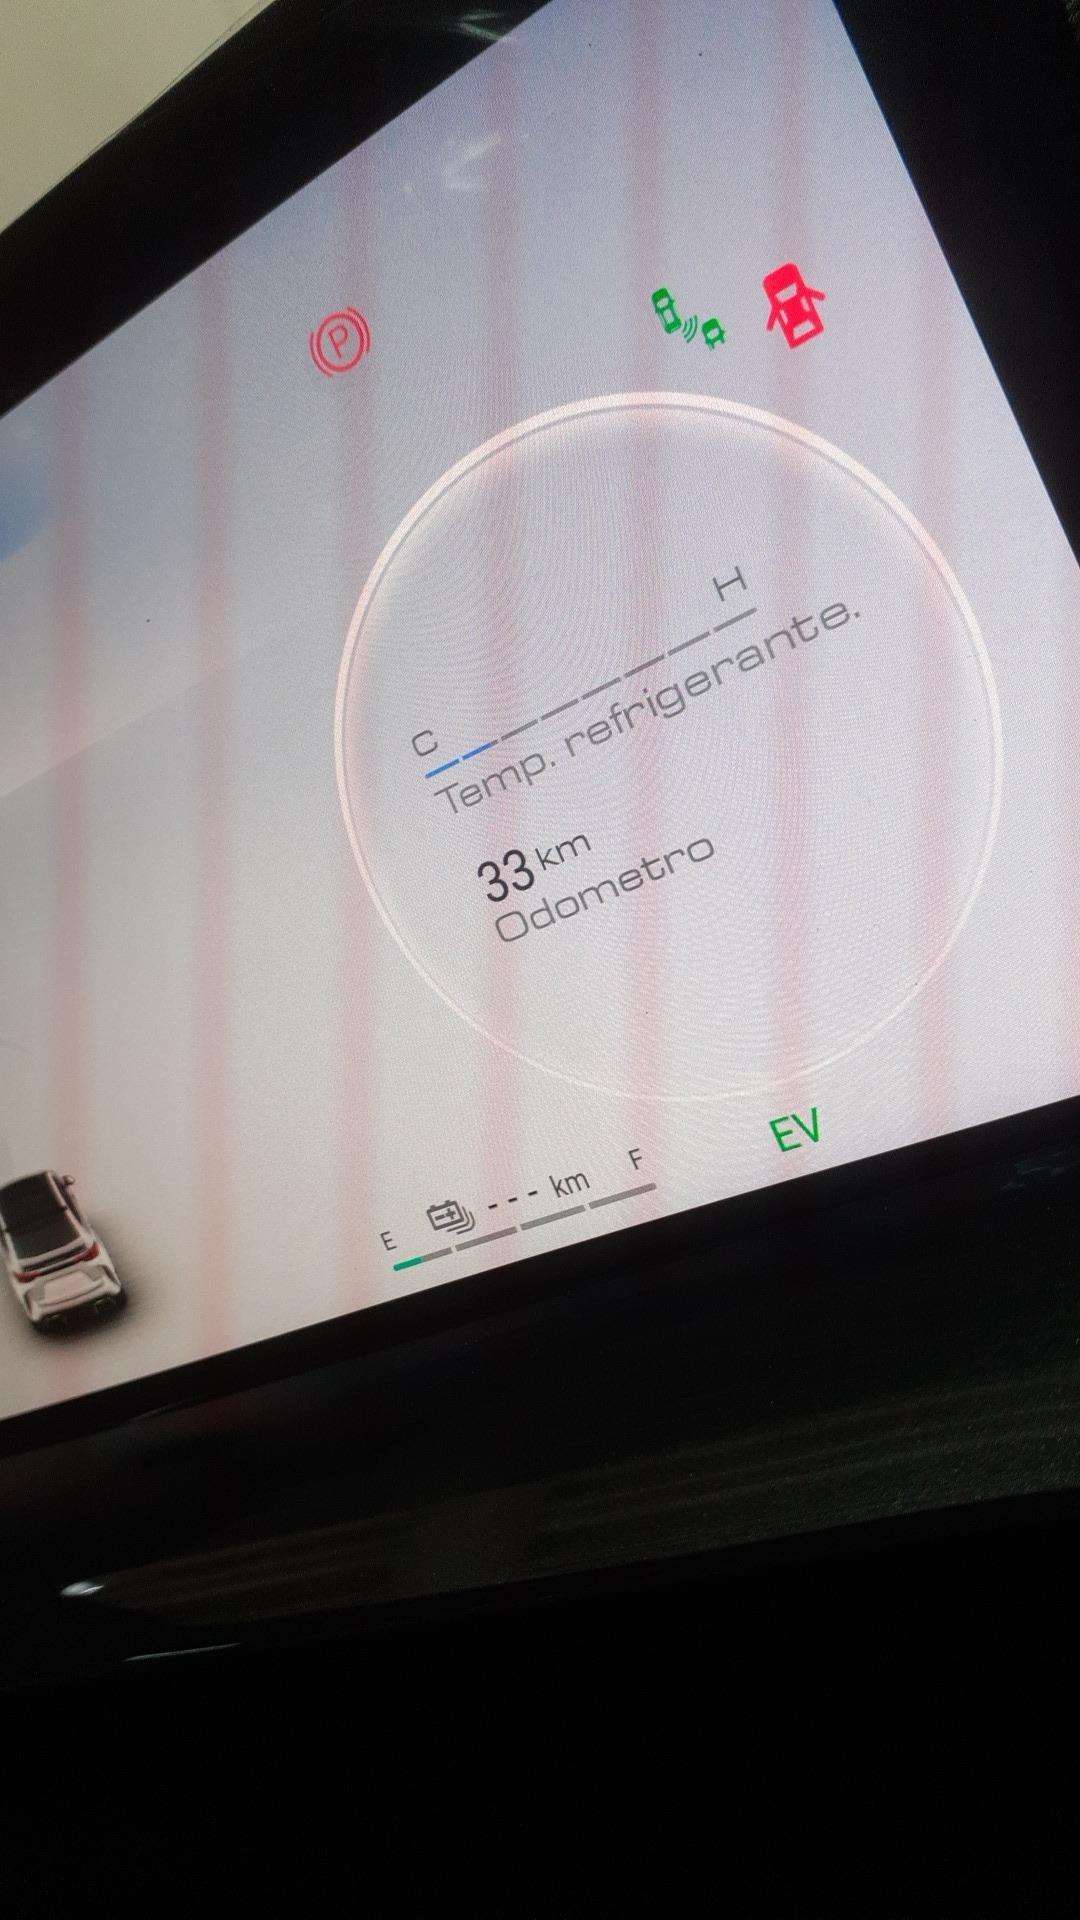 P
C H
Temp. refrigerante.
33 km
Odometro
EV
E --- km F